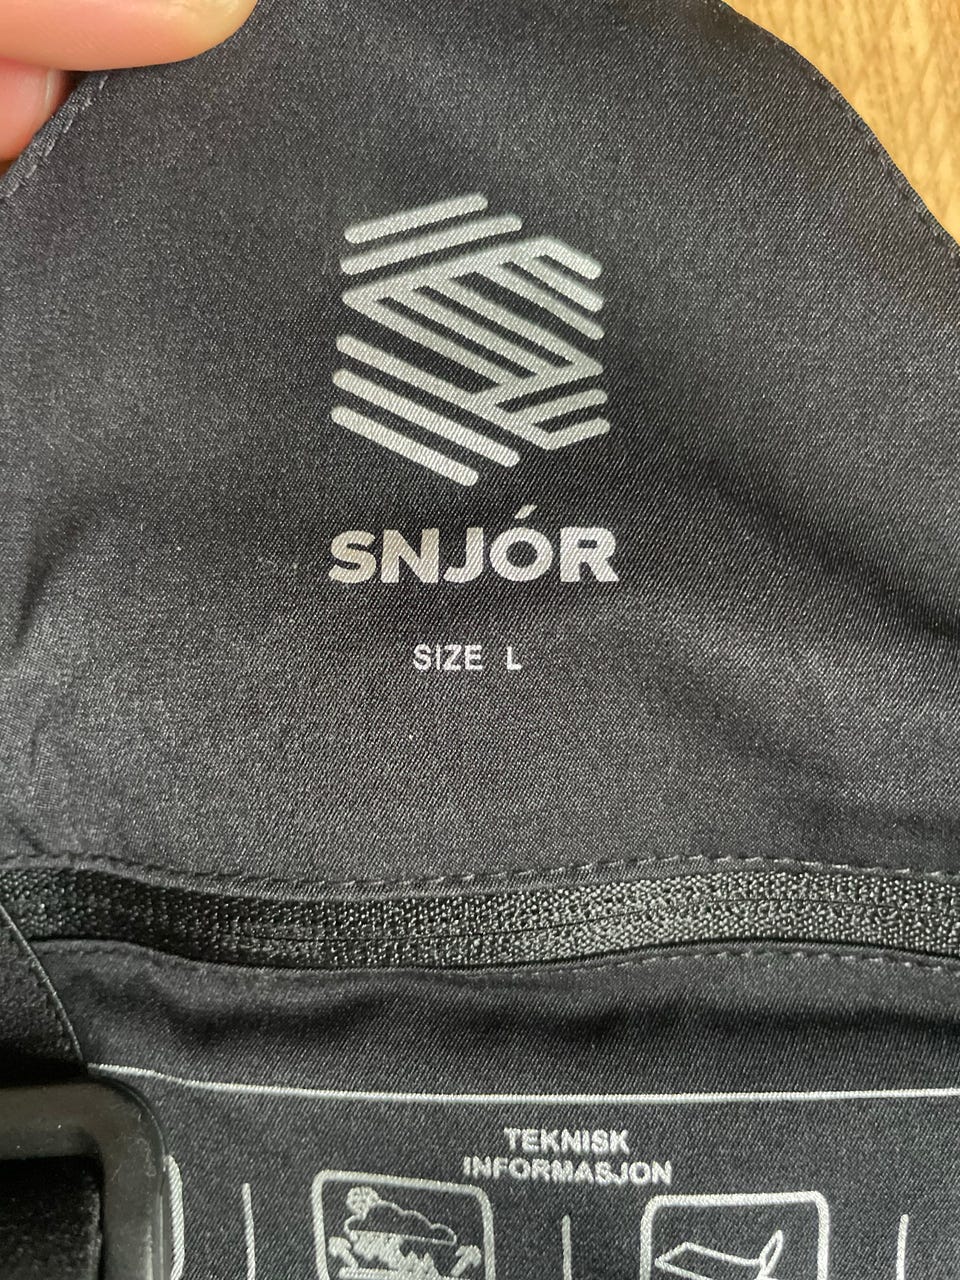 SNJÓR
SIZE L
TEKNISK
INFORMASJON